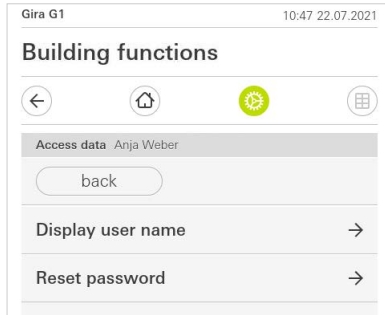 Gira G1 10:47 22.07.2021
Building functions
Access data Anja Weber
back
Display user name
Reset password